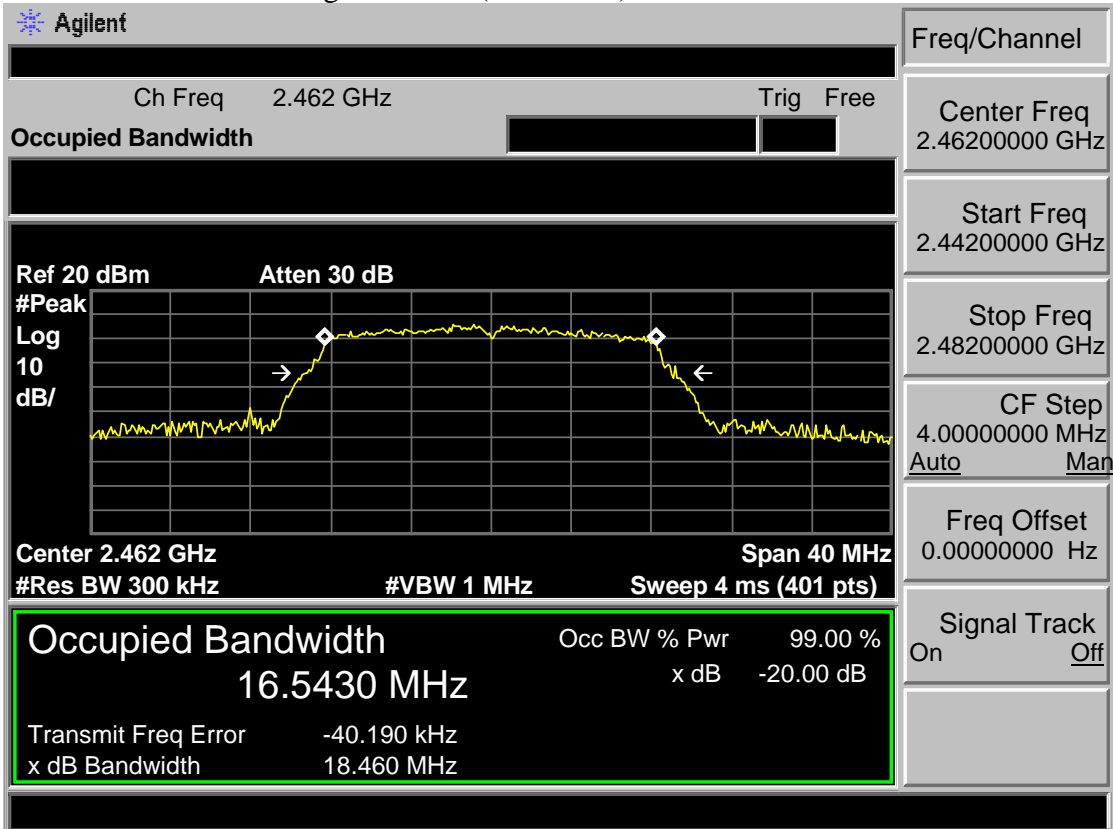 Agilent
Freq/Channel
Ch Freq 2.462 GHz Trig Free
Occupied Bandwidth
Center Freq
2.46200000 GHz
Start Freq
2.44200000 GHz
Ref 20 dBm Atten 30 dB
#Peak
Log
10
dB/
Stop Freq
2.48200000 GHz
CF Step
4.00000000 MHz
Auto Man
Freq Offset
0.00000000 Hz
Center 2.462 GHz Span 40 MHz
#Res BW 300 kHz #VBW 1 MHz Sweep 4 ms (401 pts)
Signal Track
On Off
Occupied Bandwidth Occ BW % Pwr 99.00 %
16.5430 MHz x dB -20.00 dB
Transmit Freq Error -40.190 kHz
x dB Bandwidth 18.460 MHz